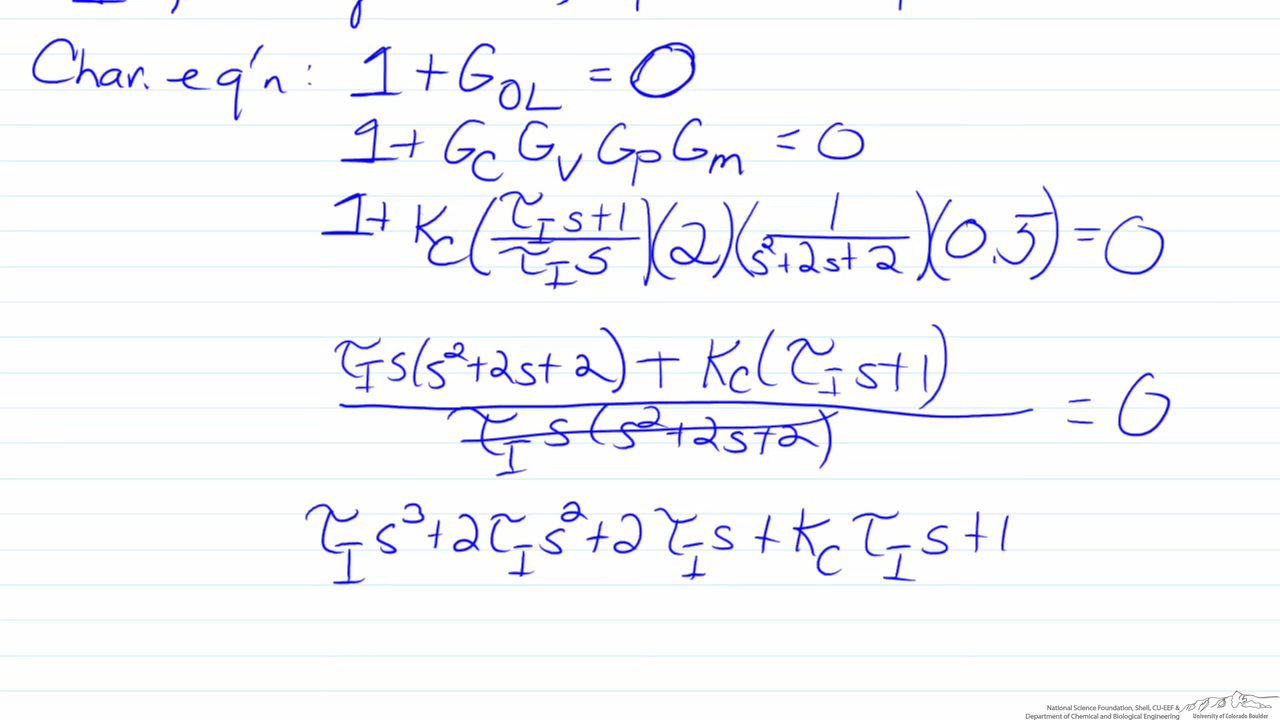 Char. eq'n: 1 + G_OL = 0
1 + G_C G_V G_P G_m = 0
1 + K_C (τ_I s+1 / τ_I s)(2)(1 / s²+2s+2)(0.5) = 0
τ_I s(s²+2s+2) + K_C(τ_I s+1)
= 0
τ_I s (s²+2s+2)
τ_I s³ + 2τ_I s² + 2τ_I s + K_C τ_I s + 1
National Science Foundation, Shell, CU-EEF &
Department of Chemical and Biological Engineering
University of Colorado Boulder